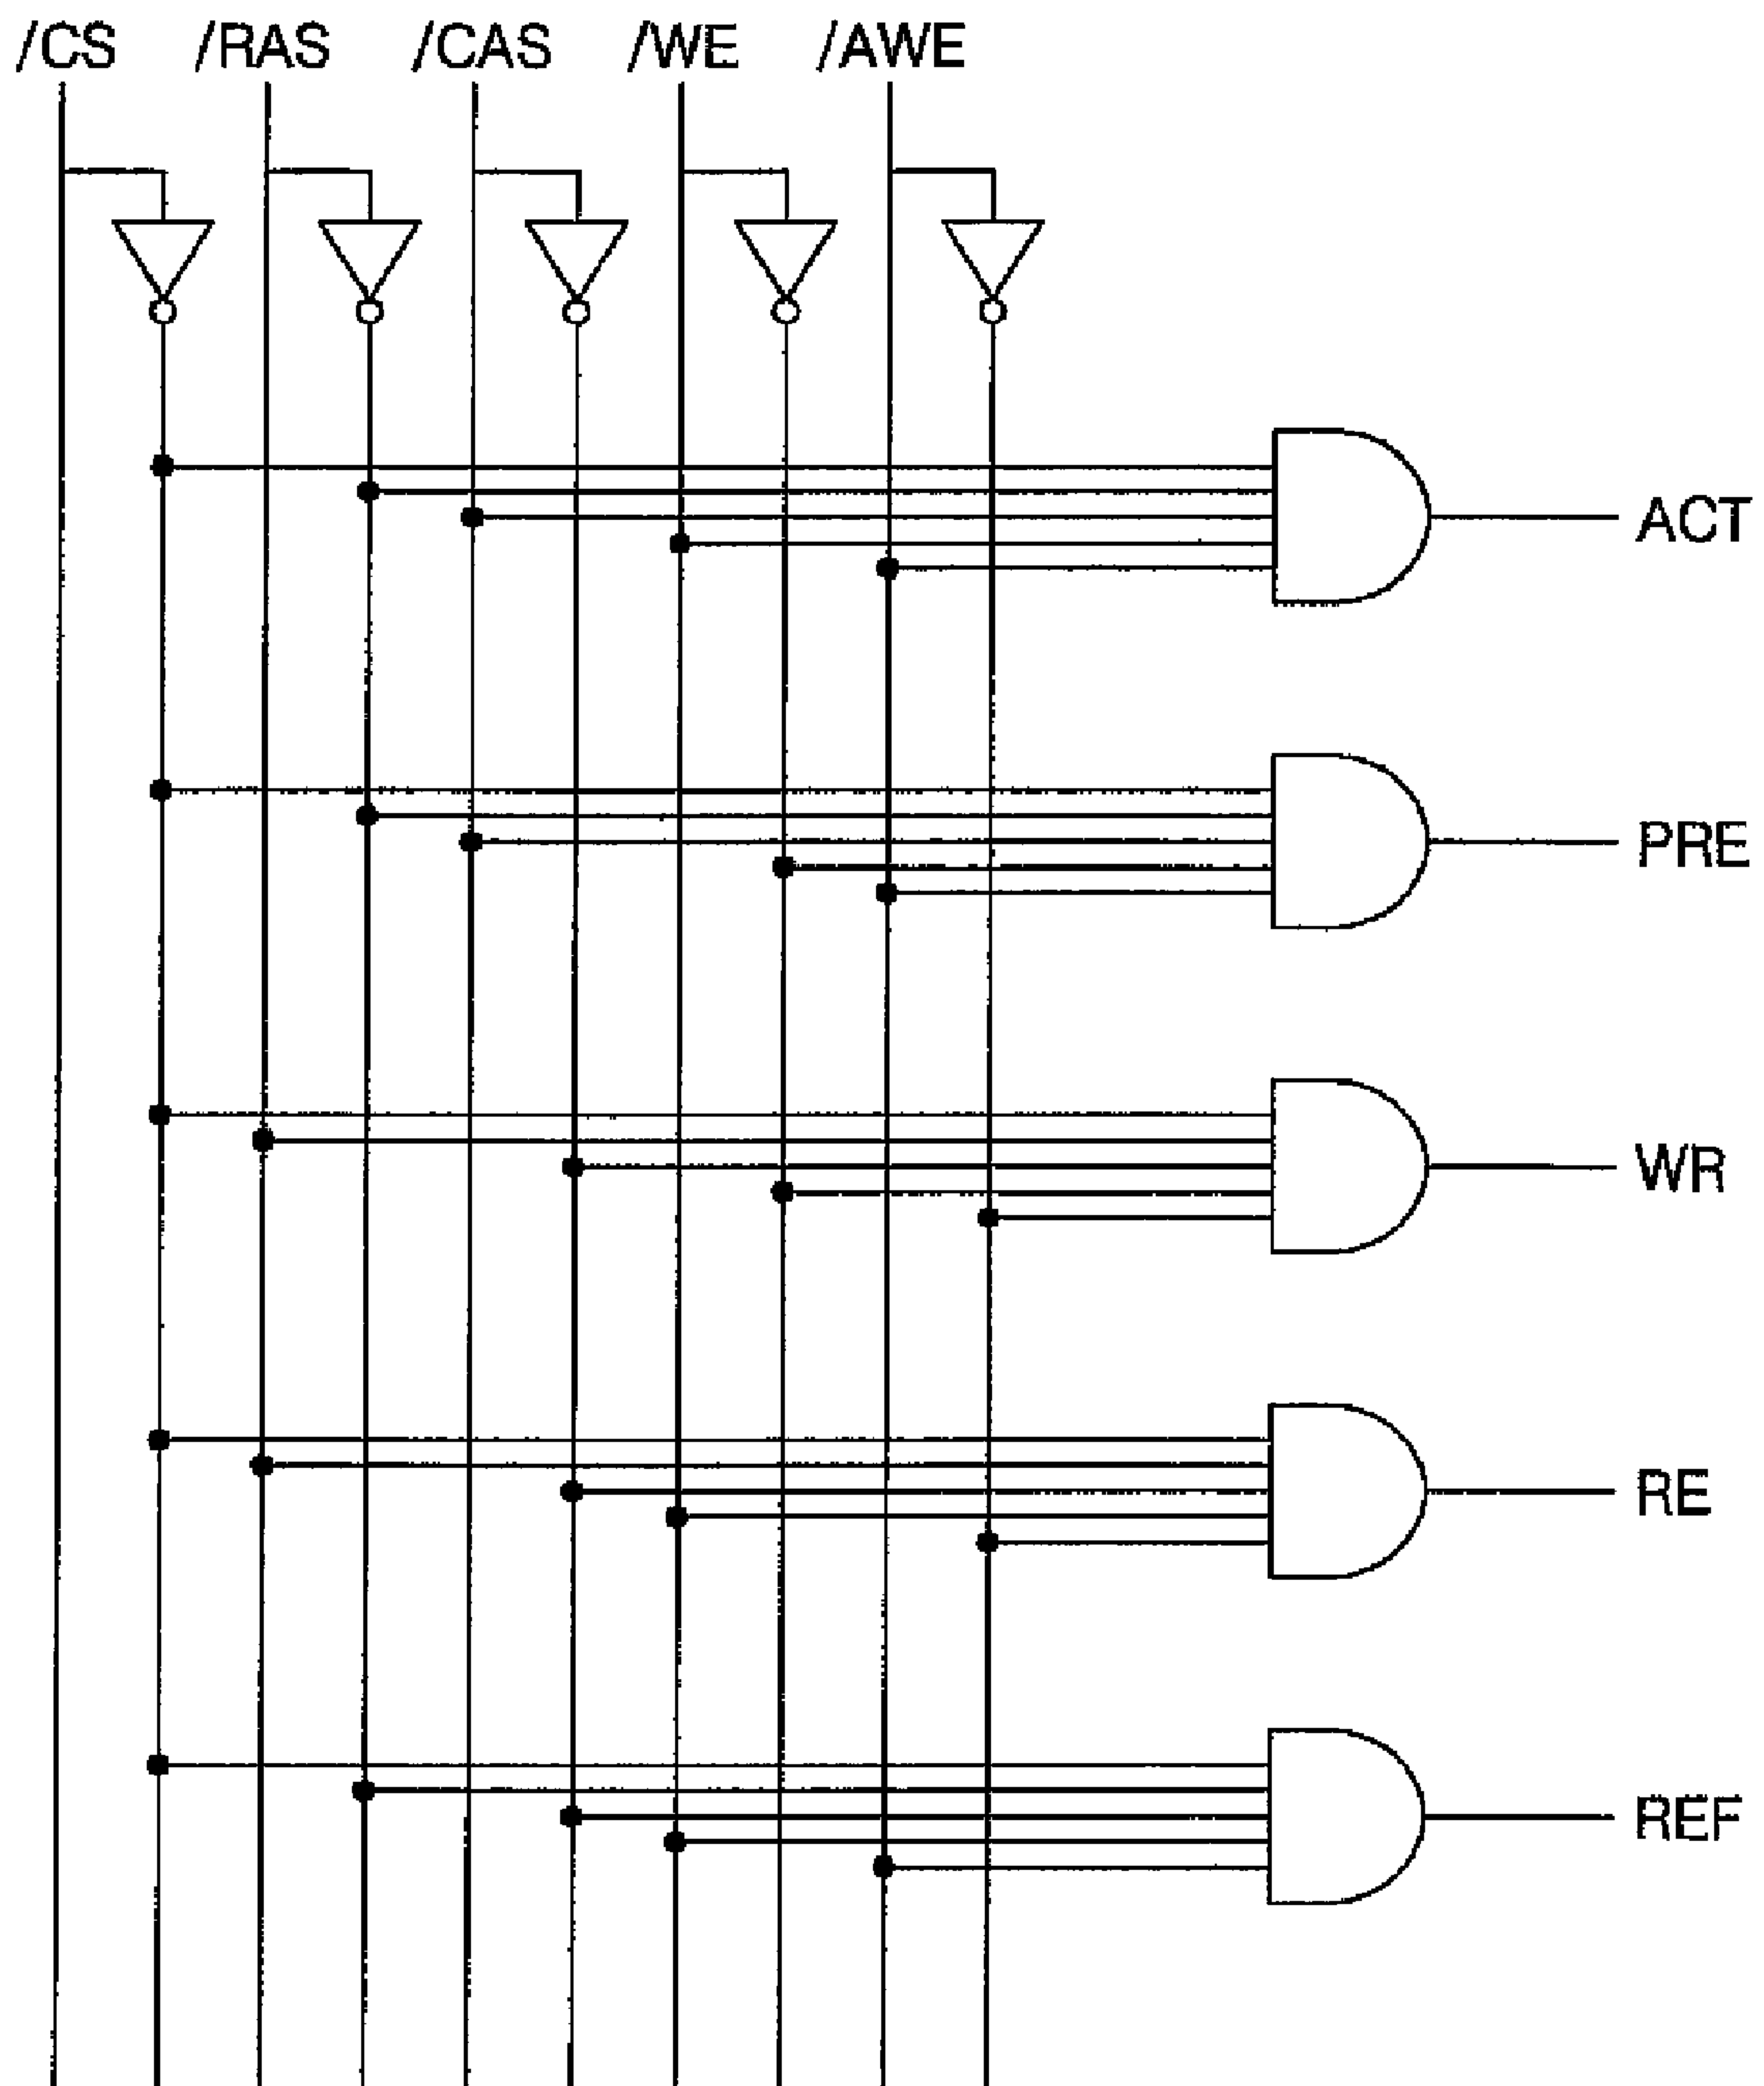 /CS /RAS /CAS /WE /AWE
ACT
PRE
WR
RE
REF